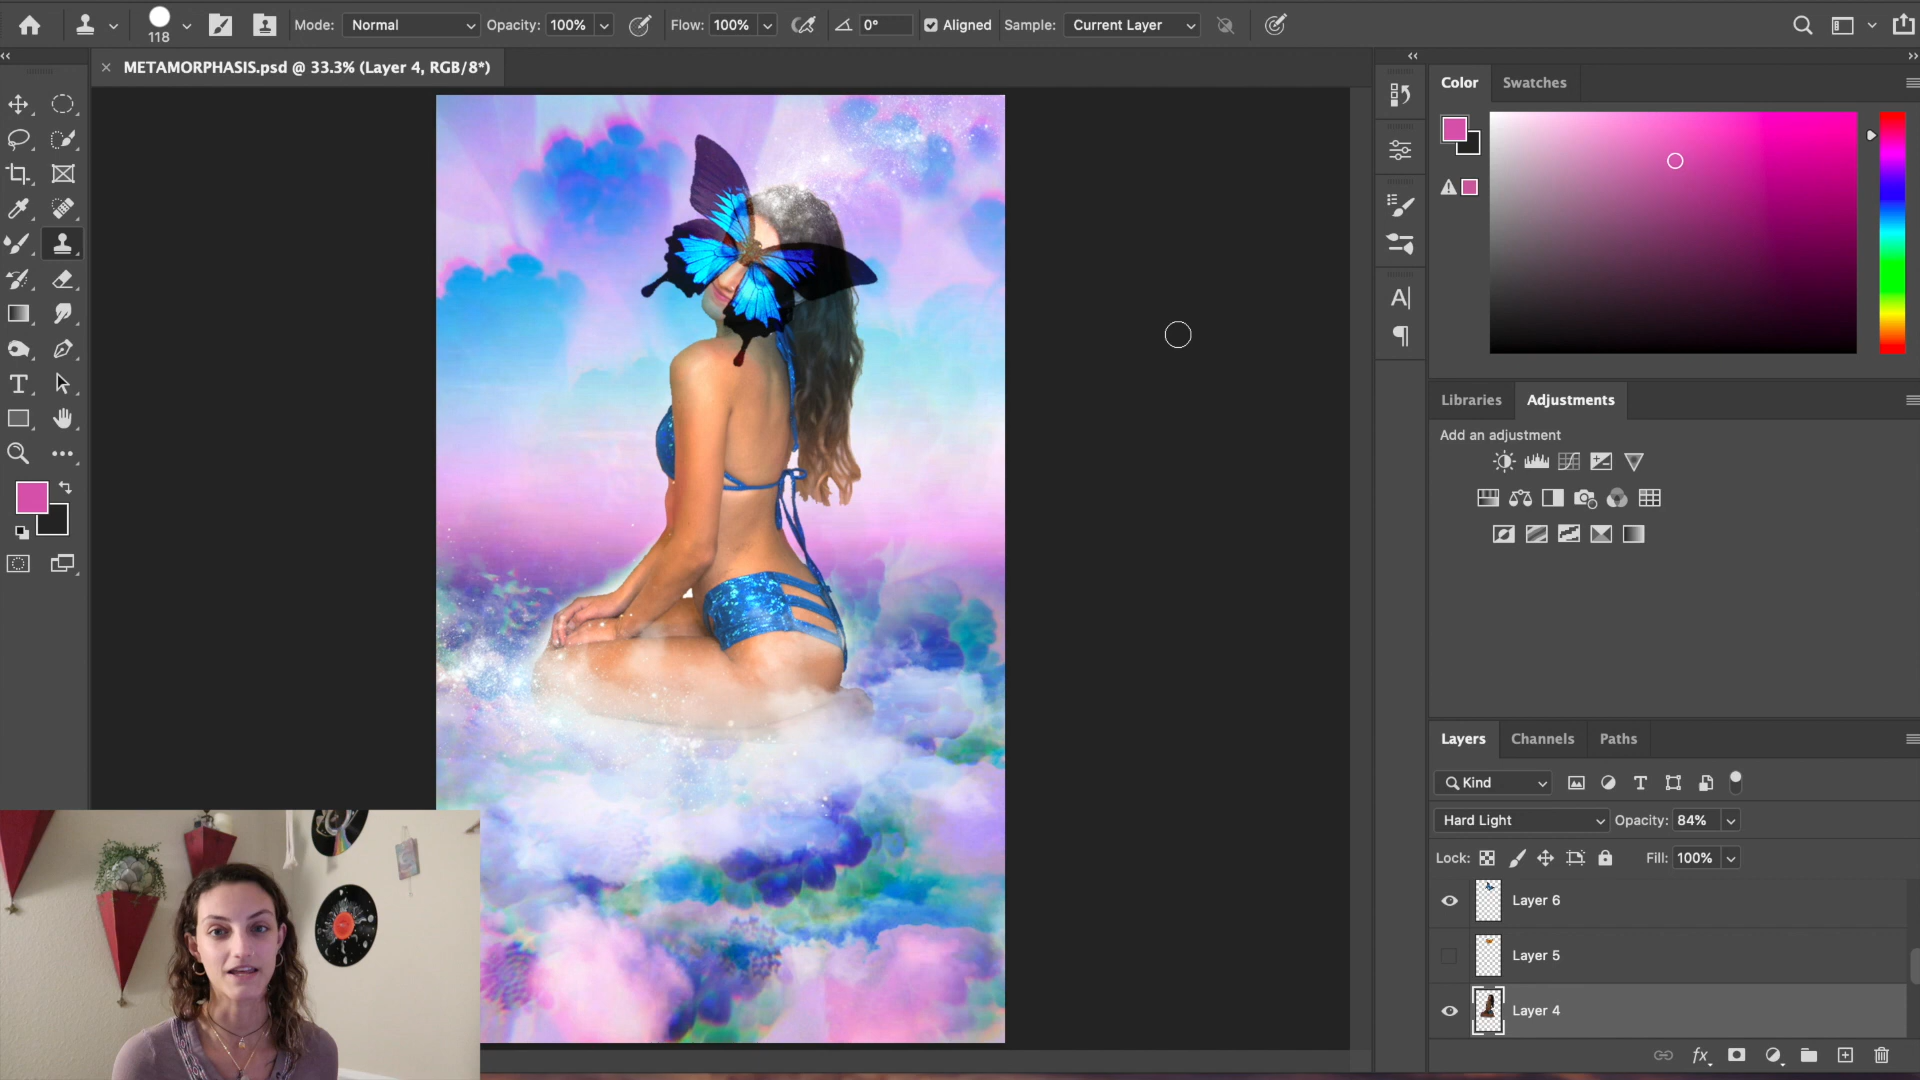 118
Mode: Normal Opacity: 100% Flow: 100% 0° Aligned Sample: Current Layer
METAMORPHASIS.psd @ 33.3% (Layer 4, RGB/8*)
Color Swatches
Libraries Adjustments
Add an adjustment
Layers Channels Paths
Kind
Hard Light Opacity: 84%
Lock: Fill: 100%
Layer 6
Layer 5
Layer 4